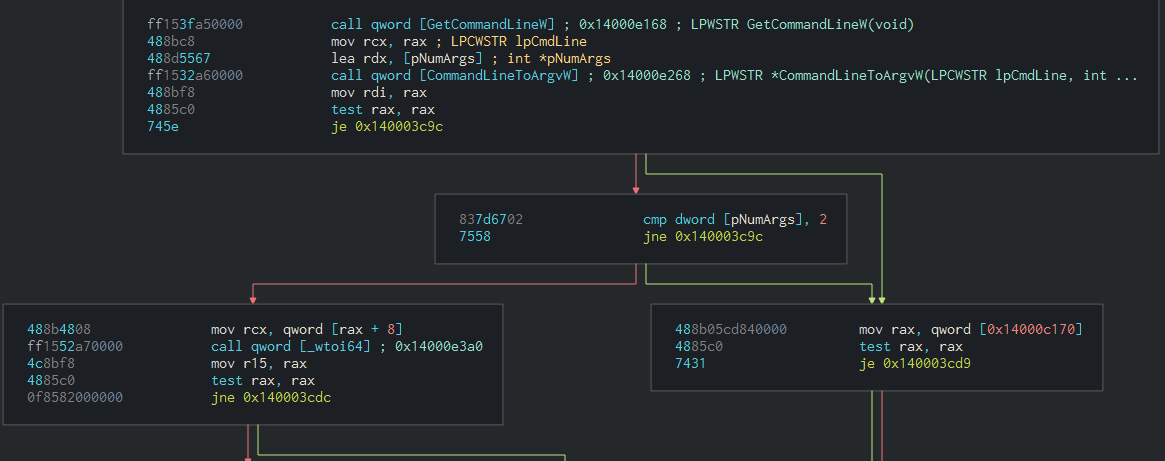 ff153fa50000 call qword [GetCommandLineW] ; 0x14000e168 ; LPWSTR GetCommandLineW(void)
488bc8 mov rcx, rax ; LPCWSTR lpCmdLine
488d5567 lea rdx, [pNumArgs] ; int *pNumArgs
ff1532a60000 call qword [CommandLineToArgvW] ; 0x14000e268 ; LPWSTR *CommandLineToArgvW(LPCWSTR lpCmdLine, int ...
488bf8 mov rdi, rax
4885c0 test rax, rax
745e je 0x140003c9c
837d6702 cmp dword [pNumArgs], 2
7558 jne 0x140003c9c
488b4808 mov rcx, qword [rax + 8]
ff1552a70000 call qword [_wtoi64] ; 0x14000e3a0
4c8bf8 mov r15, rax
4885c0 test rax, rax
0f8582000000 jne 0x140003cdc
488b05cd840000 mov rax, qword [0x14000c170]
4885c0 test rax, rax
7431 je 0x140003cd9